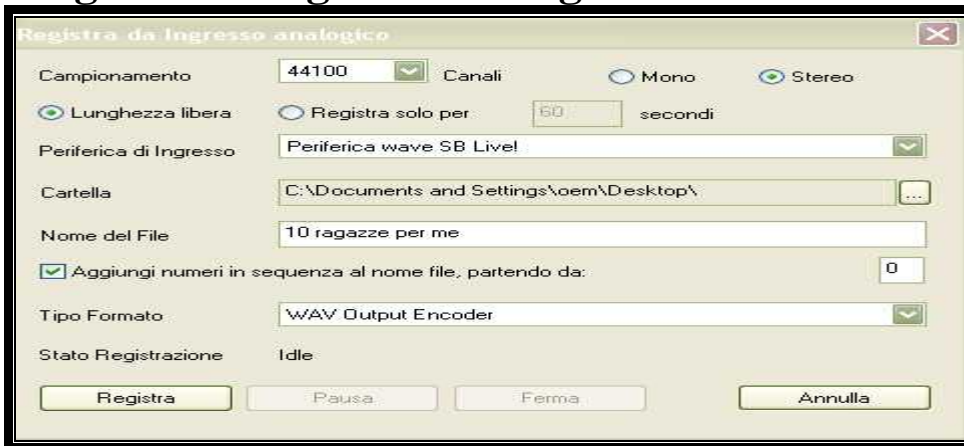 Registra da Ingresso analogico
Campionamento 44100 Canali Mono Stereo
Lunghezza libera Registra solo per 60 secondi
Periferica di Ingresso Periferica wave SB Live!
Cartella C:\Documents and Settings\oem\Desktop\ ...
Nome del File 10 ragazze per me
Aggiungi numeri in sequenza al nome file, partendo da: 0
Tipo Formato WAV Output Encoder
Stato Registrazione Idle
Registra Pausa Ferma Annulla